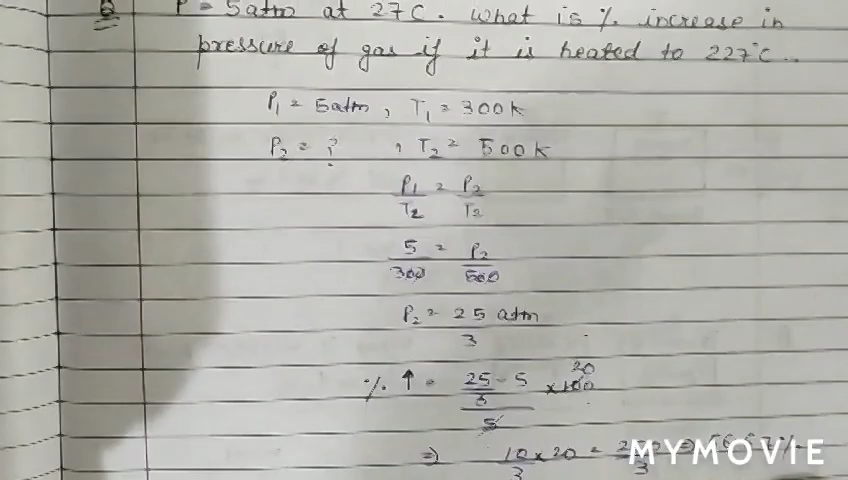 Q P = 5atm at 27°C. What is % increase in
pressure of gas if it is heated to 227°C..
P₁ = 5atm, T₁ = 300k
P₂ = ? , T₂ = 500k
P₁/T₂ = P₂/T₂
5/300 = P₂/500
P₂ = 25/3 atm
% ↑ = (25/3 - 5)/5 × 100 20
⇒ 10/3 × 20 =
MYMOVIE